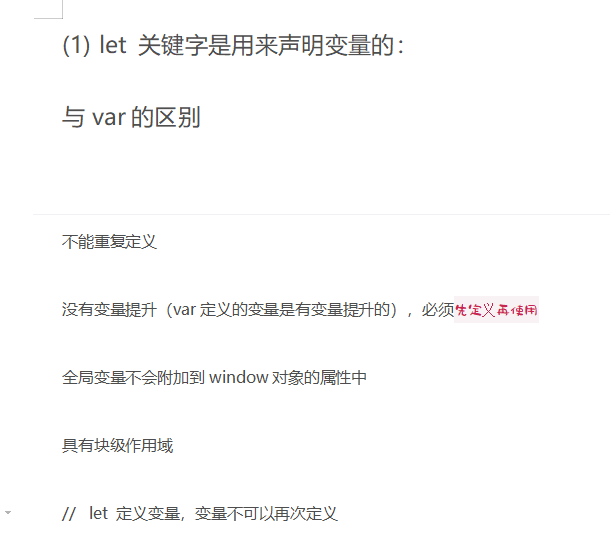 (1) let 关键字是用来声明变量的：
与 var 的区别
不能重复定义
没有变量提升（var 定义的变量是有变量提升的），必须先定义再使用
全局变量不会附加到 window 对象的属性中
具有块级作用域
// let 定义变量，变量不可以再次定义